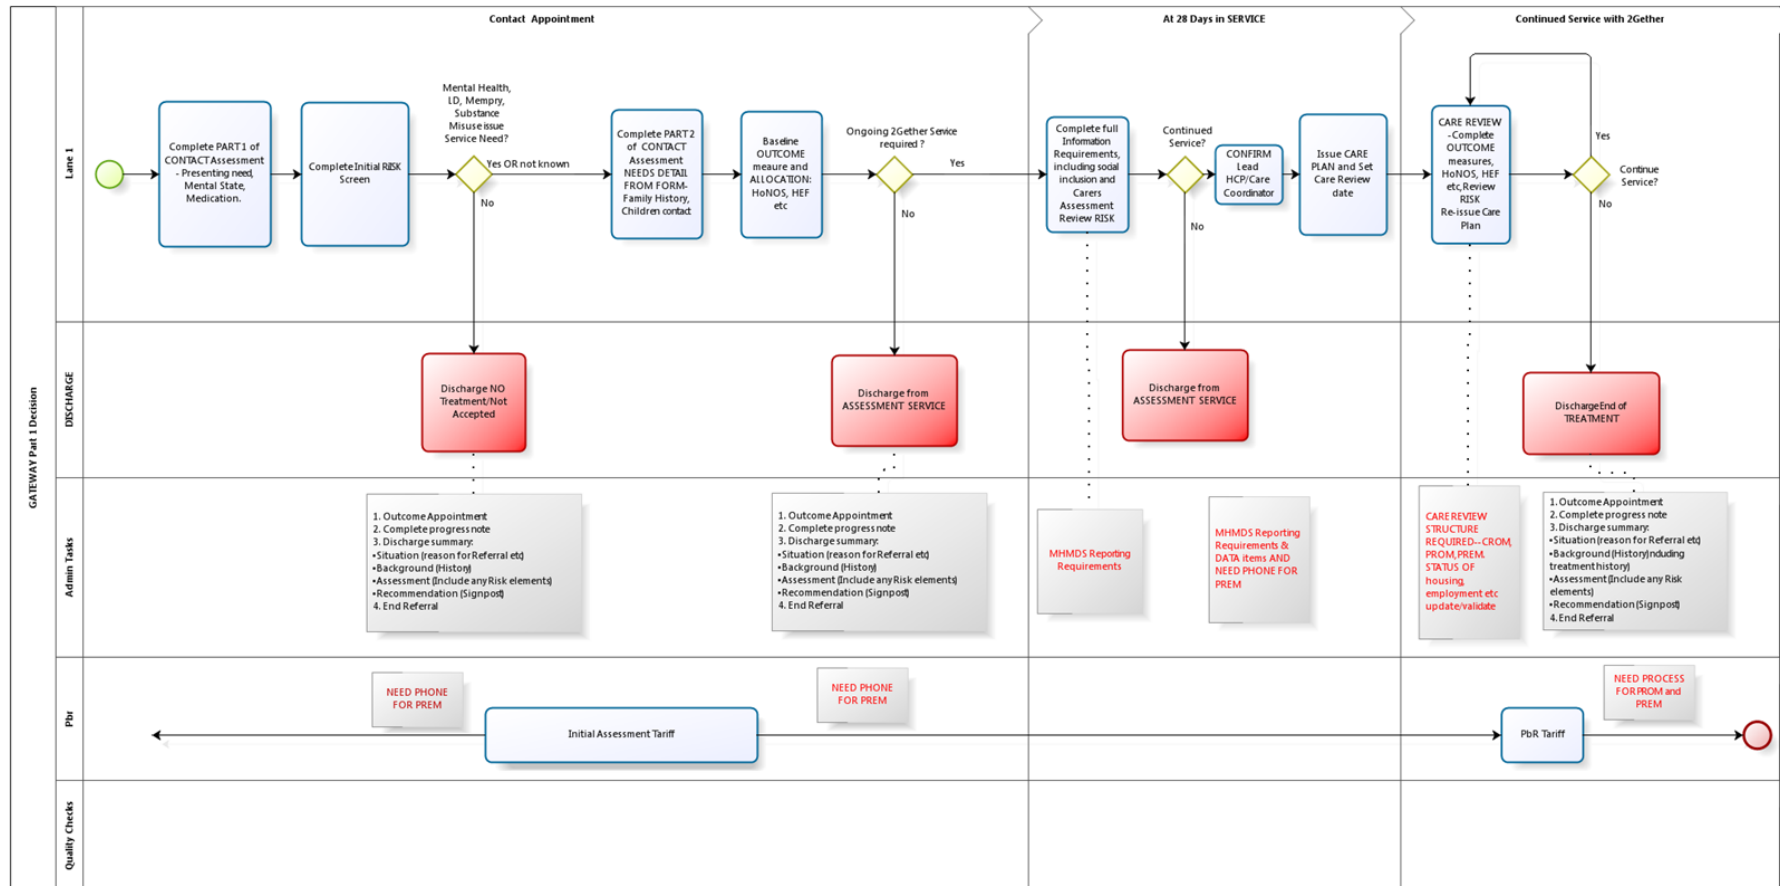 Contact Appointment
At 28 Days in SERVICE
Continued Service with 2Gether
GATEWAY Part 1 Decision
Lane 1
Complete PART1 of
CONTACT Assessment
- Presenting need,
Mental State,
Medication.
Complete Initial RISK
Screen
Mental Health,
LD, Mempry,
Substance
Misuse issue
Service Need?
Yes OR not known
No
Complete PART2
of CONTACT
Assessment
NEEDS DETAIL
FROM FORM-
Family History,
Children contact
Baseline
OUTCOME
meaure and
ALLOCATION:
HoNOS, HEF
etc
Ongoing 2Gether Service
required ?
Yes
No
Complete full
Information
Requirements,
including social
inclusion and
Carers
Assessment
Review RISK
Continued
Service?
No
CONFIRM
Lead
HCP/Care
Coordinator
Issue CARE
PLAN and Set
Care Review
date
CARE REVIEW
-Complete
OUTCOME
measures,
HoNOS, HEF
etc,Review
RISK
Re-issue Care
Plan
Yes
Continue
Service?
No
DISCHARGE
Discharge NO
Treatment/Not
Accepted
Discharge from
ASSESSMENT SERVICE
Discharge from
ASSESSMENT SERVICE
DischargeEnd of
TREATMENT
Admin Tasks
1. Outcome Appointment
2. Complete progress note
3. Discharge summary:
•Situation (reason for Referral etc)
•Background (History)
•Assessment (Include any Risk elements)
•Recommendation (Signpost)
4. End Referral
1. Outcome Appointment
2. Complete progress note
3. Discharge summary:
•Situation (reason for Referral etc)
•Background (History)
•Assessment (Include any Risk elements)
•Recommendation (Signpost)
4. End Referral
MHMDS Reporting
Requirements
MHMDS Reporting
Requirements &
DATA items AND
NEED PHONE FOR
PREM
CARE REVIEW
STRUCTURE
REQUIRED--CROM,
PROM,PREM.
STATUS OF
housing,
employment etc
update/validate
1. Outcome Appointment
2. Complete progress note
3. Discharge summary:
•Situation (reason for Referral etc)
•Background (History)ncluding
treatment history)
•Assessment (Include any Risk
elements)
•Recommendation (Signpost)
4. End Referral
Pbr
NEED PHONE
FOR PREM
Initial Assessment Tariff
NEED PHONE
FOR PREM
PbR Tariff
NEED PROCESS
FORPROM and
PREM
Quality Checks